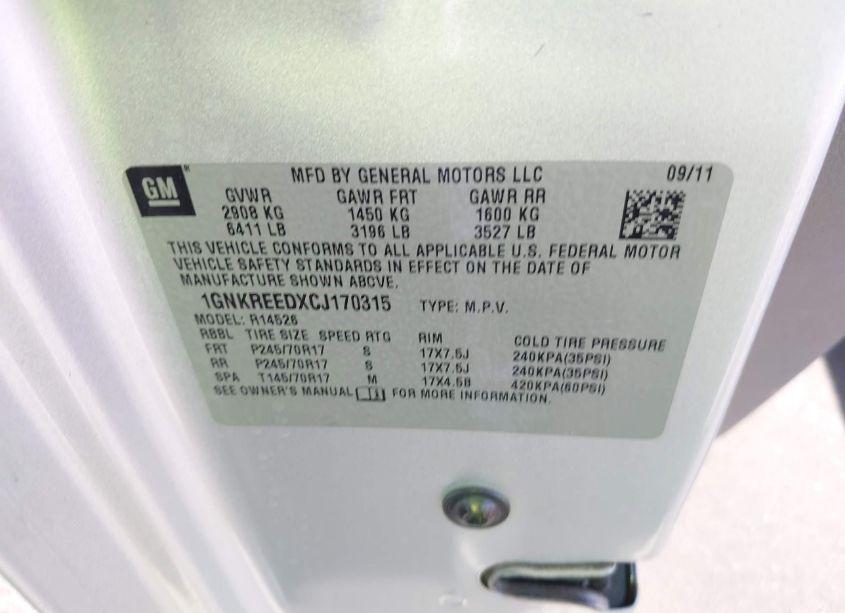 GM
MFD BY GENERAL MOTORS LLC 09/11
GVWR GAWR FRT GAWR RR
2908 KG 1450 KG 1600 KG
6411 LB 3196 LB 3527 LB
THIS VEHICLE CONFORMS TO ALL APPLICABLE U.S. FEDERAL MOTOR
VEHICLE SAFETY STANDARDS IN EFFECT ON THE DATE OF
MANUFACTURE SHOWN ABOVE.
1GNKREEDXCJ170315 TYPE: M.P.V.
MODEL: R14526
RBBL TIRE SIZE SPEED RTG RIM COLD TIRE PRESSURE
FRT P245/70R17 S 17X7.5J 240KPA(35PSI)
RR P245/70R17 S 17X7.5J 240KPA(35PSI)
SPA T145/70R17 M 17X4.5B 420KPA(60PSI)
SEE OWNER'S MANUAL FOR MORE INFORMATION.